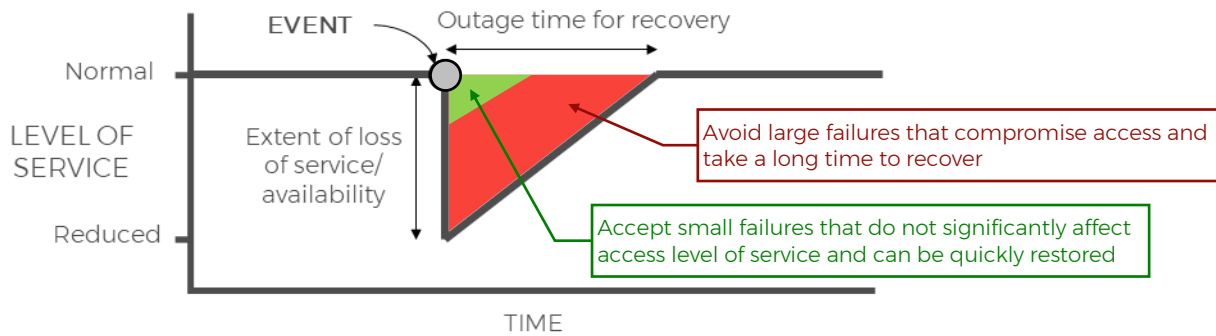 EVENT
Outage time for recovery
Normal
LEVEL OF
SERVICE
Extent of loss
of service/
availability
Avoid large failures that compromise access and
take a long time to recover
Reduced
Accept small failures that do not significantly affect
access level of service and can be quickly restored
TIME